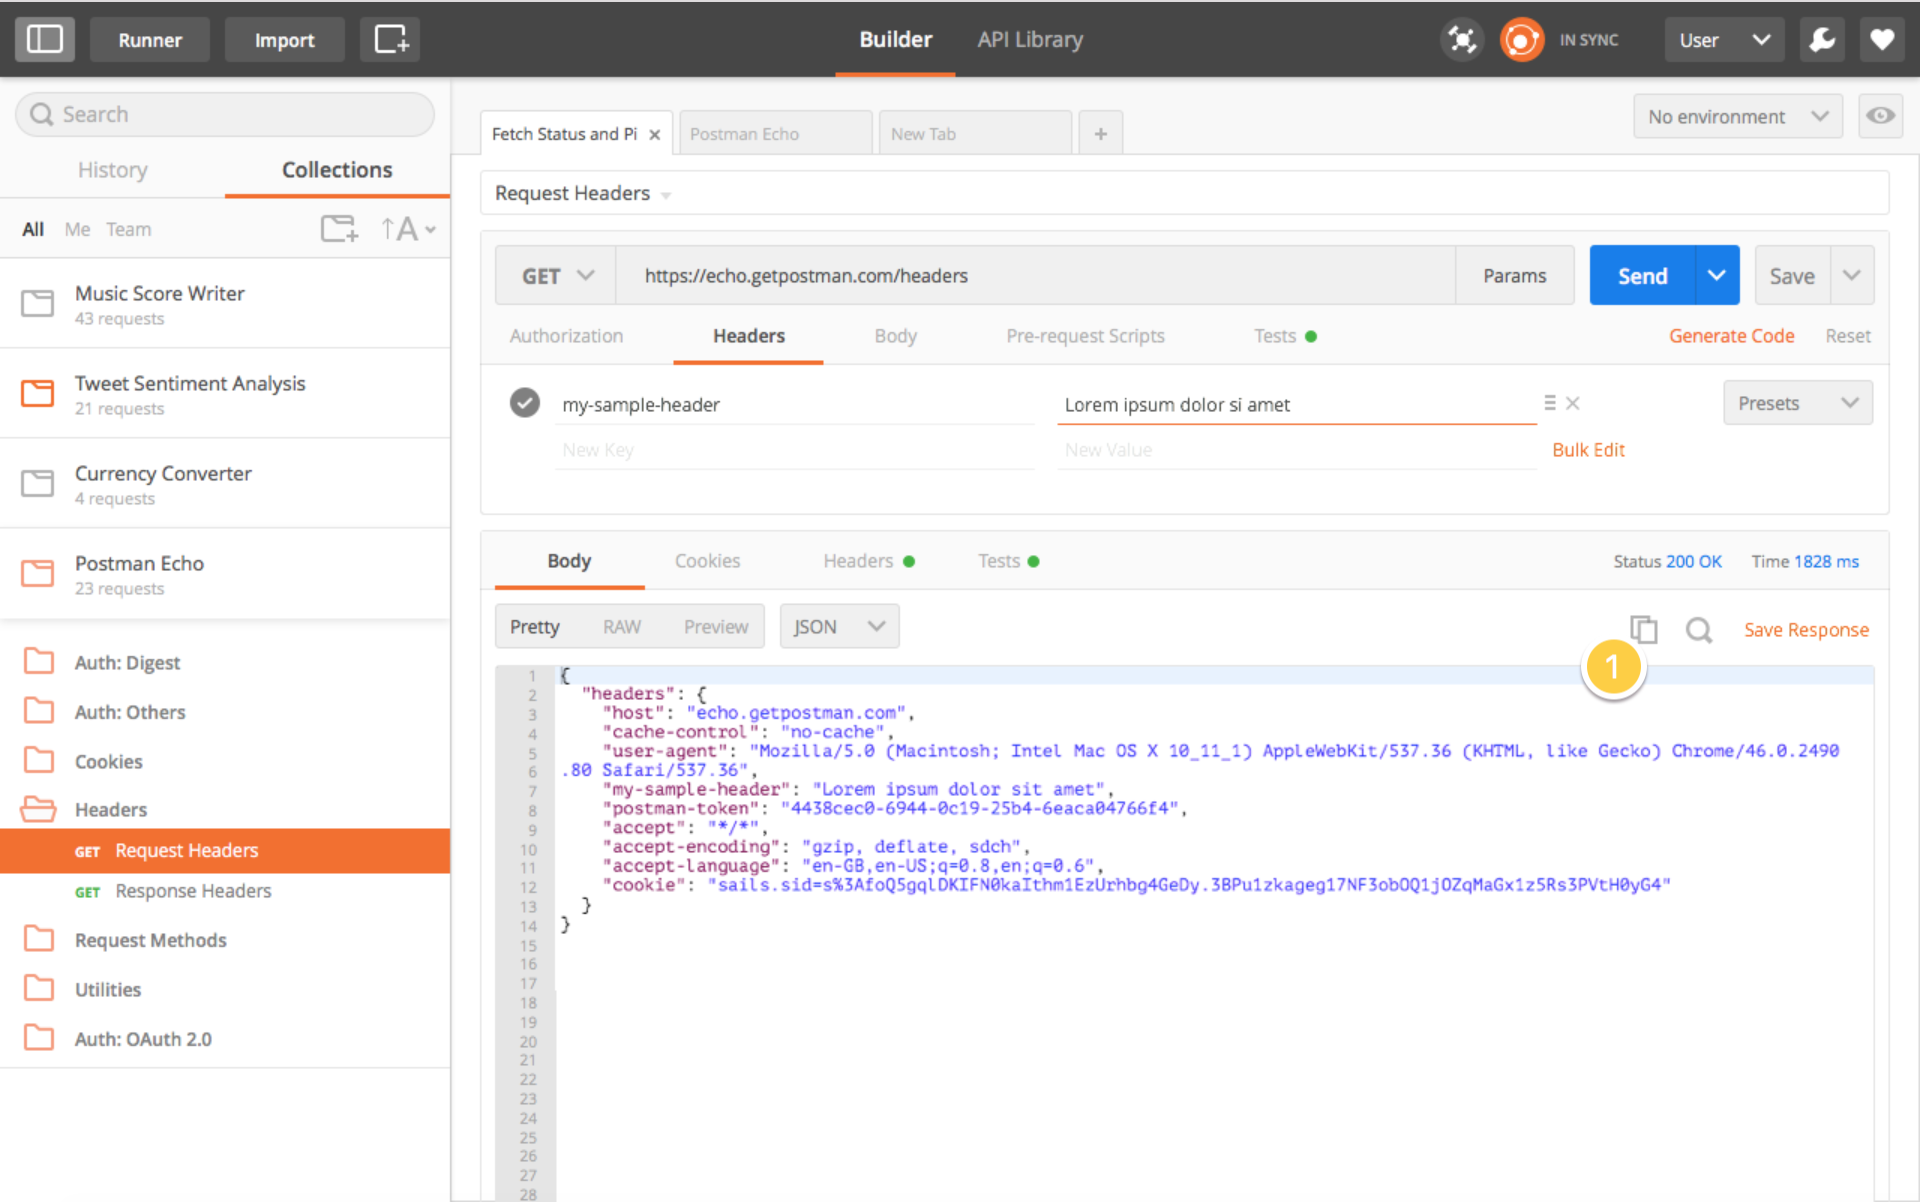 Runner Import Builder API Library IN SYNC User
Search
History Collections
All Me Team
Music Score Writer
43 requests
Tweet Sentiment Analysis
21 requests
Currency Converter
4 requests
Postman Echo
23 requests
Auth: Digest
Auth: Others
Cookies
Headers
GET Request Headers
GET Response Headers
Request Methods
Utilities
Auth: OAuth 2.0
Fetch Status and Pi Postman Echo New Tab + No environment
Request Headers
GET https://echo.getpostman.com/headers Params Send Save
Authorization Headers Body Pre-request Scripts Tests Generate Code Reset
my-sample-header Lorem ipsum dolor si amet Presets
New Key New Value Bulk Edit
Body Cookies Headers Tests Status 200 OK Time 1828 ms
Pretty RAW Preview JSON Save Response
1
1 {
2 "headers": {
3 "host": "echo.getpostman.com",
4 "cache-control": "no-cache",
5 "user-agent": "Mozilla/5.0 (Macintosh; Intel Mac OS X 10_11_1) AppleWebKit/537.36 (KHTML, like Gecko) Chrome/46.0.2490
6 .80 Safari/537.36",
7 "my-sample-header": "Lorem ipsum dolor sit amet",
8 "postman-token": "4438cec0-6944-0c19-25b4-6eaca04766f4",
9 "accept": "*/*",
10 "accept-encoding": "gzip, deflate, sdch",
11 "accept-language": "en-GB,en-US;q=0.8,en;q=0.6",
12 "cookie": "sails.sid=s%3AfoQ5gqlDKIFN0kaIthm1EzUrhbg4GeDy.3BPu1zkageg17NF3obOQ1jOZqMaGx1z5Rs3PVtH0yG4"
13 }
14 }
15
16
17
18
19
20
21
22
23
24
25
26
27
28